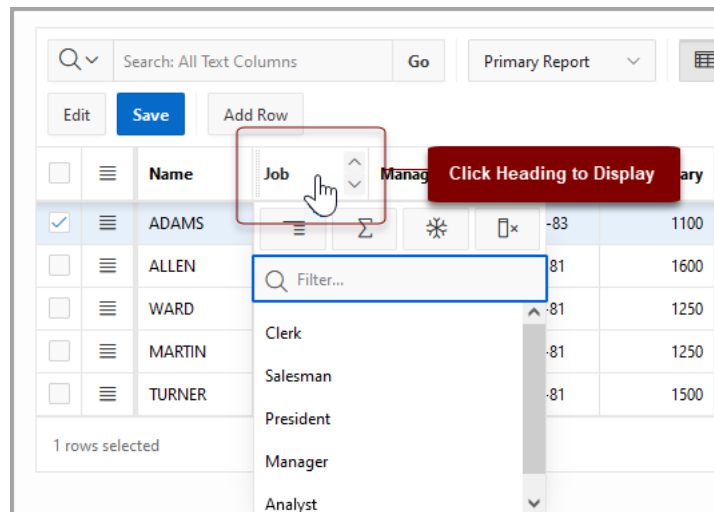 Search: All Text Columns Go Primary Report
Edit Save Add Row
Name Job Manag Click Heading to Display ary
ADAMS -83 1100
ALLEN -81 1600
Filter...
WARD -81 1250
Clerk
MARTIN -81 1250
Salesman
TURNER -81 1500
President
1 rows selected
Manager
Analyst